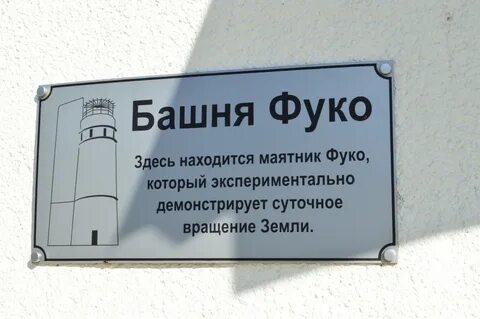 Башня Фуко
Здесь находится маятник Фуко,
который экспериментально
демонстрирует суточное
вращение Земли.